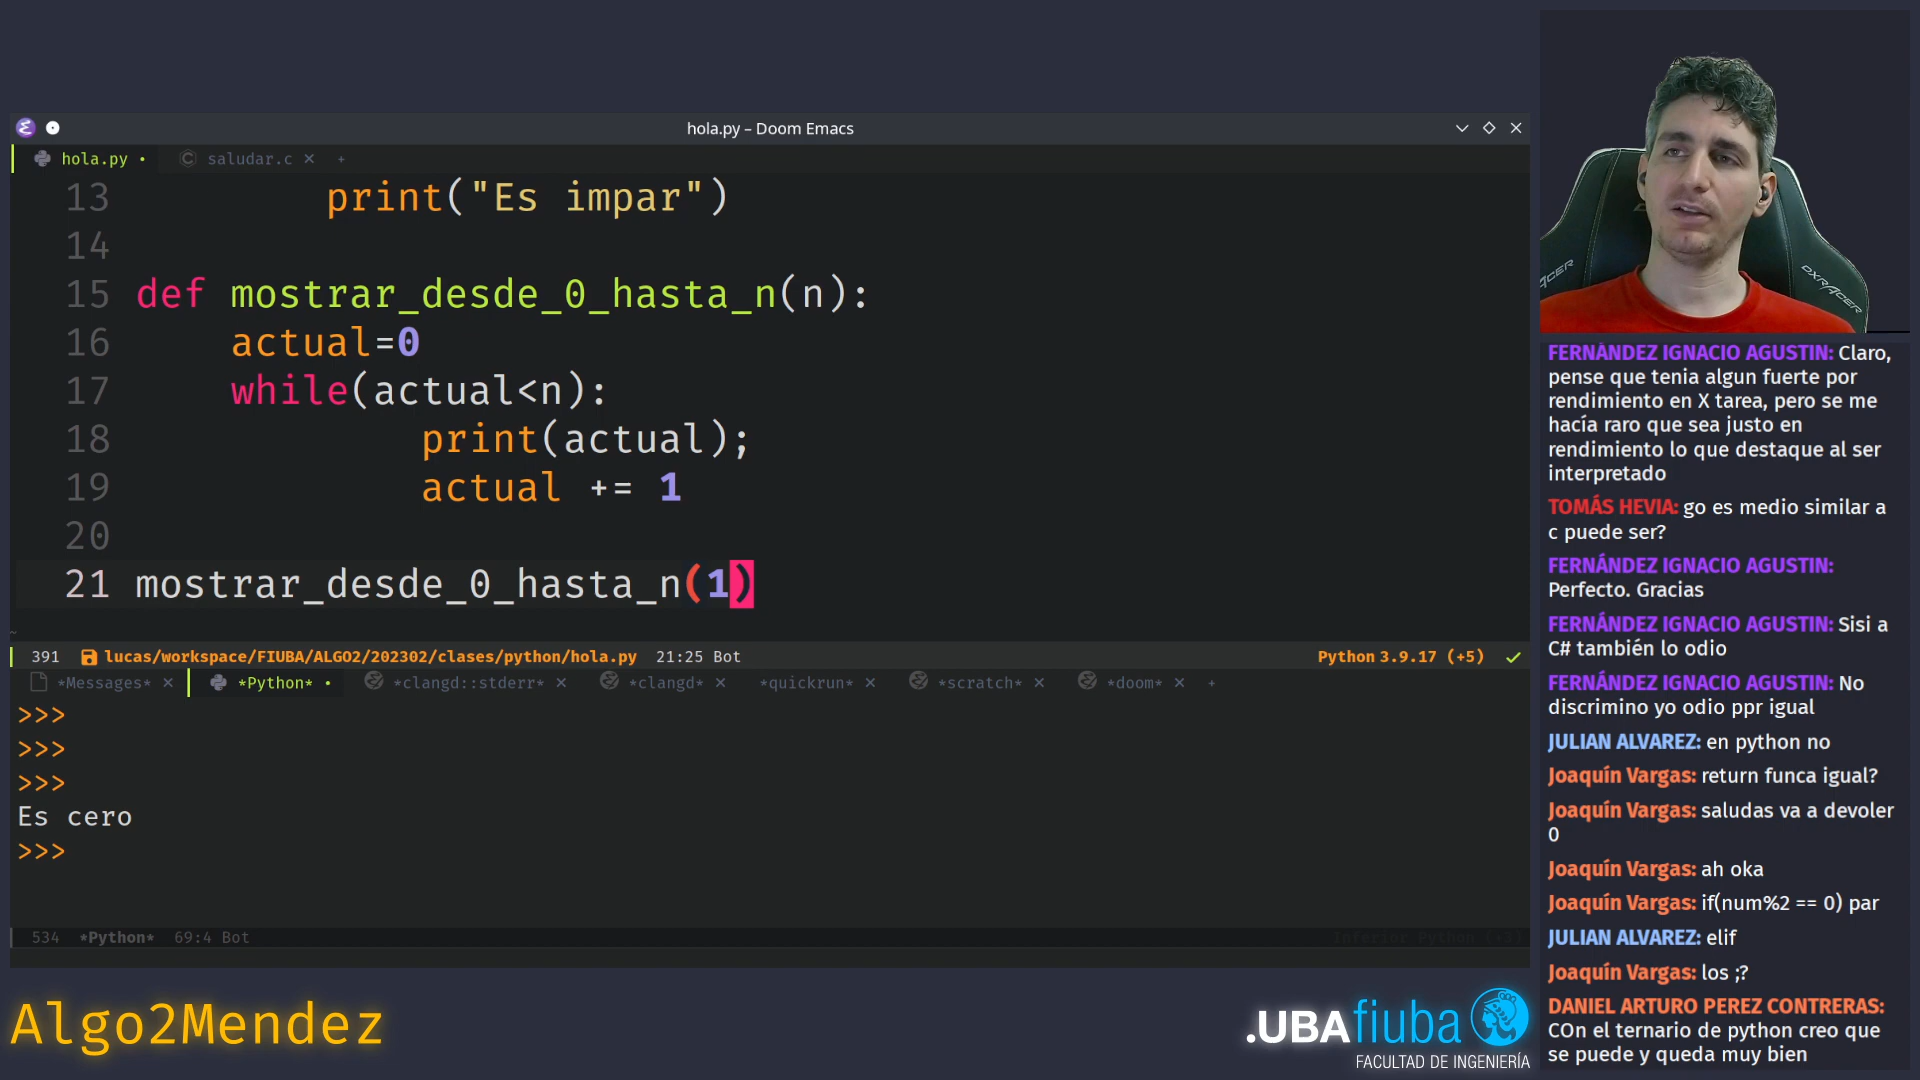 hola.py – Doom Emacs
hola.py • saludar.c × +
13 print("Es impar")
14
15 def mostrar_desde_0_hasta_n(n):
16 actual=0
17 while(actual<n):
18 print(actual);
19 actual += 1
20
21 mostrar_desde_0_hasta_n(1)
~
391 lucas/workspace/FIUBA/ALGO2/202302/clases/python/hola.py 21:25 Bot Python 3.9.17 (+5) ✓
*Messages* × *Python* • *clangd::stderr* × *clangd* × *quickrun* × *scratch* × *doom* × +
>>>
>>>
>>>
Es cero
>>>
534 *Python* 69:4 Bot Inferior Python
Algo2Mendez
.UBAfiuba
FACULTAD DE INGENIERÍA
DXRACER
FERNÁNDEZ IGNACIO AGUSTIN: Claro,
pense que tenia algun fuerte por
rendimiento en X tarea, pero se me
hacía raro que sea justo en
rendimiento lo que destaque al ser
interpretado
TOMÁS HEVIA: go es medio similar a
c puede ser?
FERNÁNDEZ IGNACIO AGUSTIN:
Perfecto. Gracias
FERNÁNDEZ IGNACIO AGUSTIN: Sisi a
C# también lo odio
FERNÁNDEZ IGNACIO AGUSTIN: No
discrimino yo odio ppr igual
JULIAN ALVAREZ: en python no
Joaquín Vargas: return funca igual?
Joaquín Vargas: saludas va a devoler
0
Joaquín Vargas: ah oka
Joaquín Vargas: if(num%2 == 0) par
JULIAN ALVAREZ: elif
Joaquín Vargas: los ;?
DANIEL ARTURO PEREZ CONTRERAS:
COn el ternario de python creo que
se puede y queda muy bien